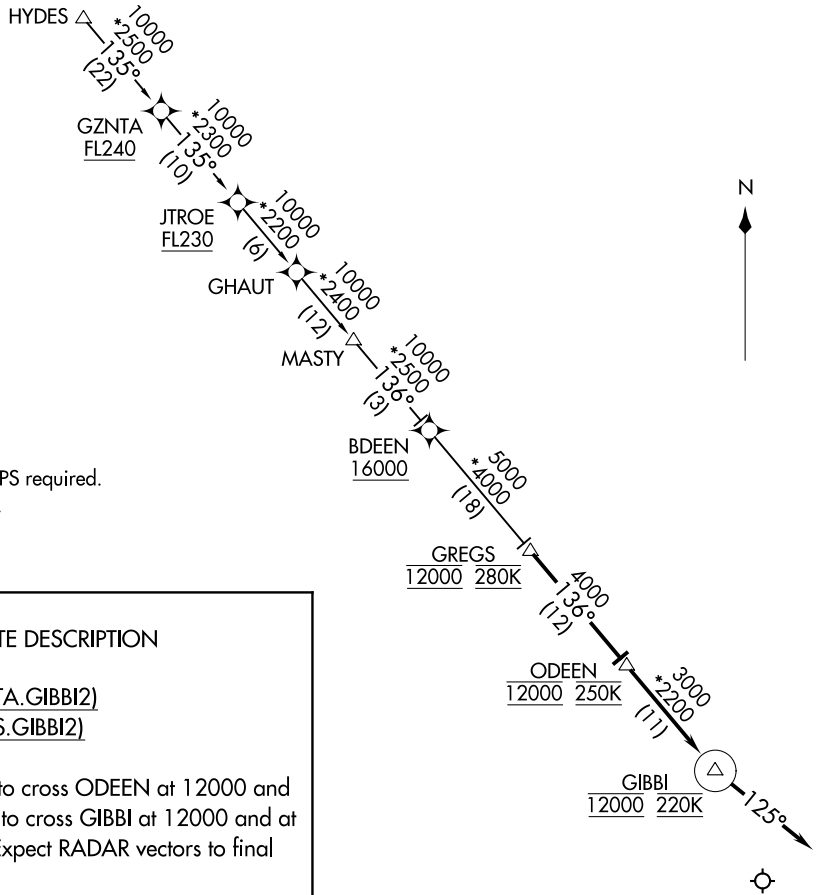 HYDES
10000
*2500
135°
(22)
GZNTA
FL240
10000
*2300
135°
(10)
JTROE
FL230
10000
*2200
(6)
GHAUT
10000
*2400
(12)
MASTY
10000
*2500
136°
(3)
BDEEN
16000
5000
*4000
(18)
GREGS
12000 280K
4000
136°
(12)
ODEEN
12000 250K
3000
*2200
(11)
GIBBI
12000 220K
125°
N
PS required.
TE DESCRIPTION
TA.GIBBI2)
S.GIBBI2)
to cross ODEEN at 12000 and
to cross GIBBI at 12000 and at
Expect RADAR vectors to final